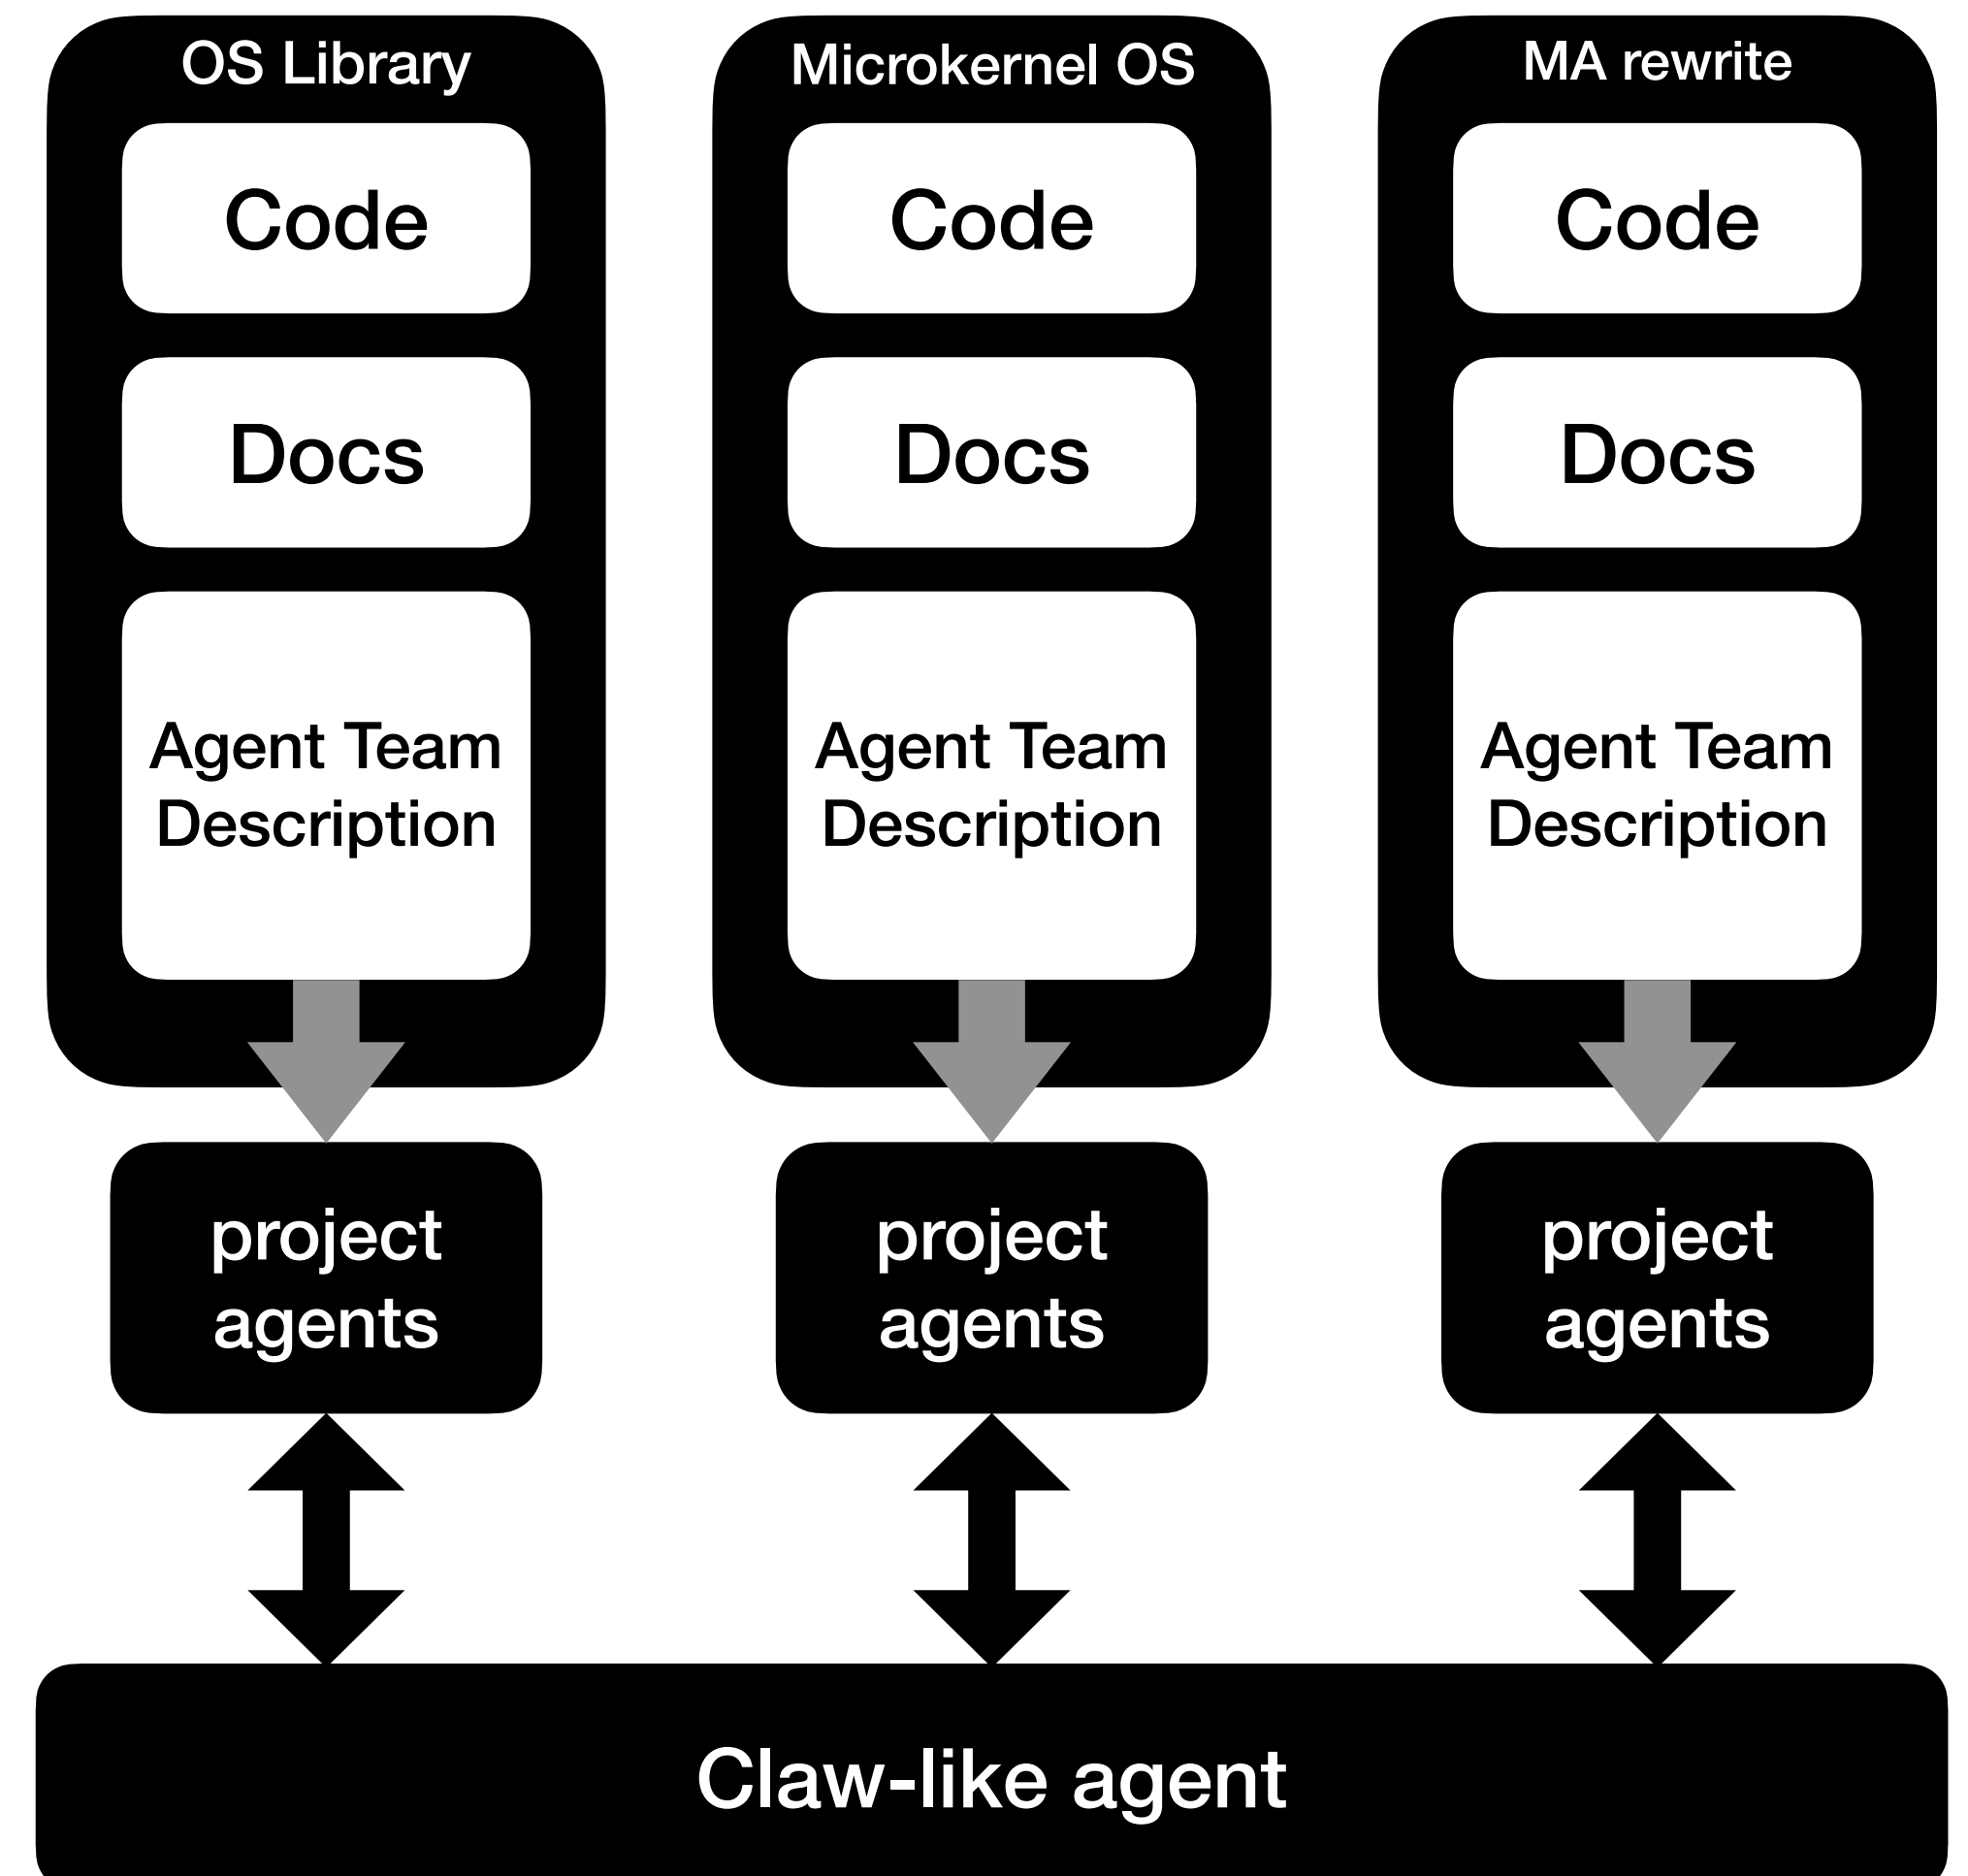 OS Library
Code
Docs
Agent Team
Description
project
agents
Microkernel OS
Code
Docs
Agent Team
Description
project
agents
MA rewrite
Code
Docs
Agent Team
Description
project
agents
Claw-like agent